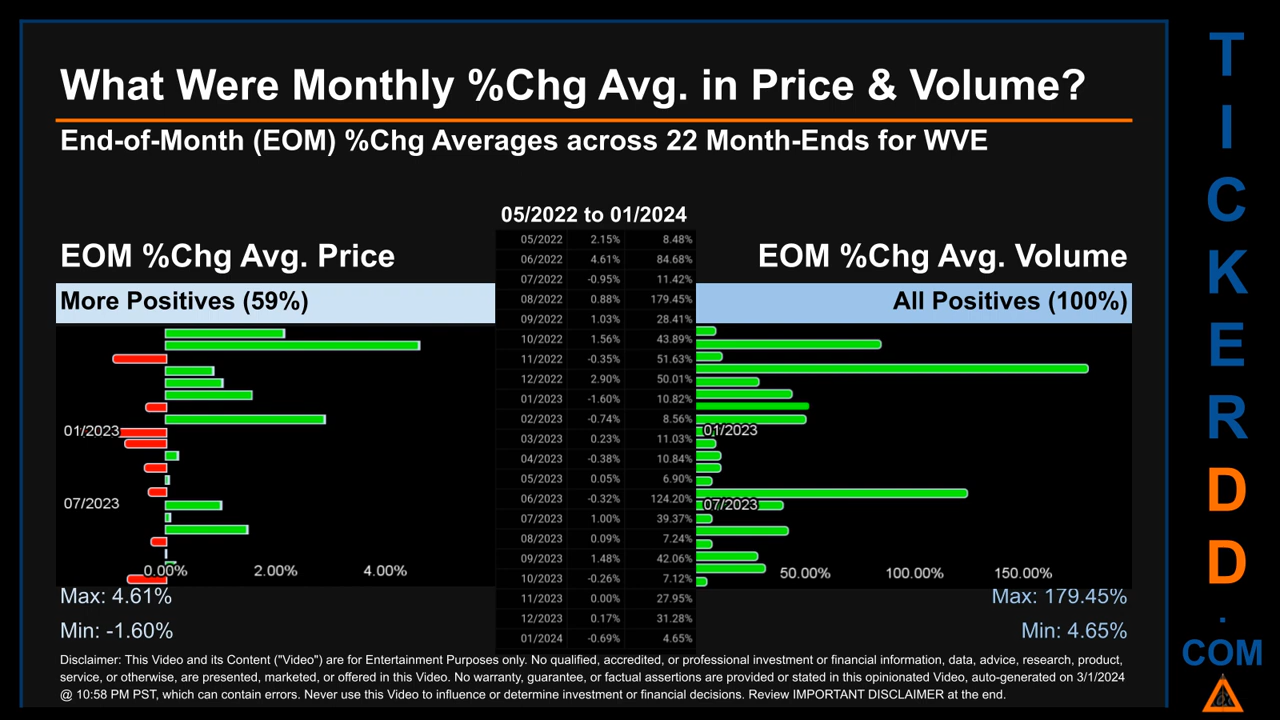 What Were Monthly %Chg Avg. in Price & Volume?
End-of-Month (EOM) %Chg Averages across 22 Month-Ends for WVE
05/2022 to 01/2024
EOM %Chg Avg. Price
EOM %Chg Avg. Volume
More Positives (59%)
All Positives (100%)
05/2022 2.15% 8.48%
06/2022 4.61% 84.68%
07/2022 -0.95% 11.42%
08/2022 0.88% 179.45%
09/2022 1.03% 28.41%
10/2022 1.56% 43.89%
11/2022 -0.35% 51.63%
12/2022 2.90% 50.01%
01/2023 -1.60% 10.82%
02/2023 -0.74% 8.56%
03/2023 0.23% 11.03%
04/2023 -0.38% 10.84%
05/2023 0.05% 6.90%
06/2023 -0.32% 124.20%
07/2023 1.00% 39.37%
08/2023 0.09% 7.24%
09/2023 1.48% 42.06%
10/2023 -0.26% 7.12%
11/2023 0.00% 27.95%
12/2023 0.17% 31.28%
01/2024 -0.69% 4.65%
01/2023
07/2023
0.00% 2.00% 4.00%
01/2023
07/2023
50.00% 100.00% 150.00%
Max: 4.61%
Min: -1.60%
Max: 179.45%
Min: 4.65%
Disclaimer: This Video and its Content ("Video") are for Entertainment Purposes only. No qualified, accredited, or professional investment or financial information, data, advice, research, product,
service, or otherwise, are presented, marketed, or offered in this Video. No warranty, guarantee, or factual assertions are provided or stated in this opinionated Video, auto-generated on 3/1/2024
@ 10:58 PM PST, which can contain errors. Never use this Video to influence or determine investment or financial decisions. Review IMPORTANT DISCLAIMER at the end.
T
I
C
K
E
R
D
D
.
COM